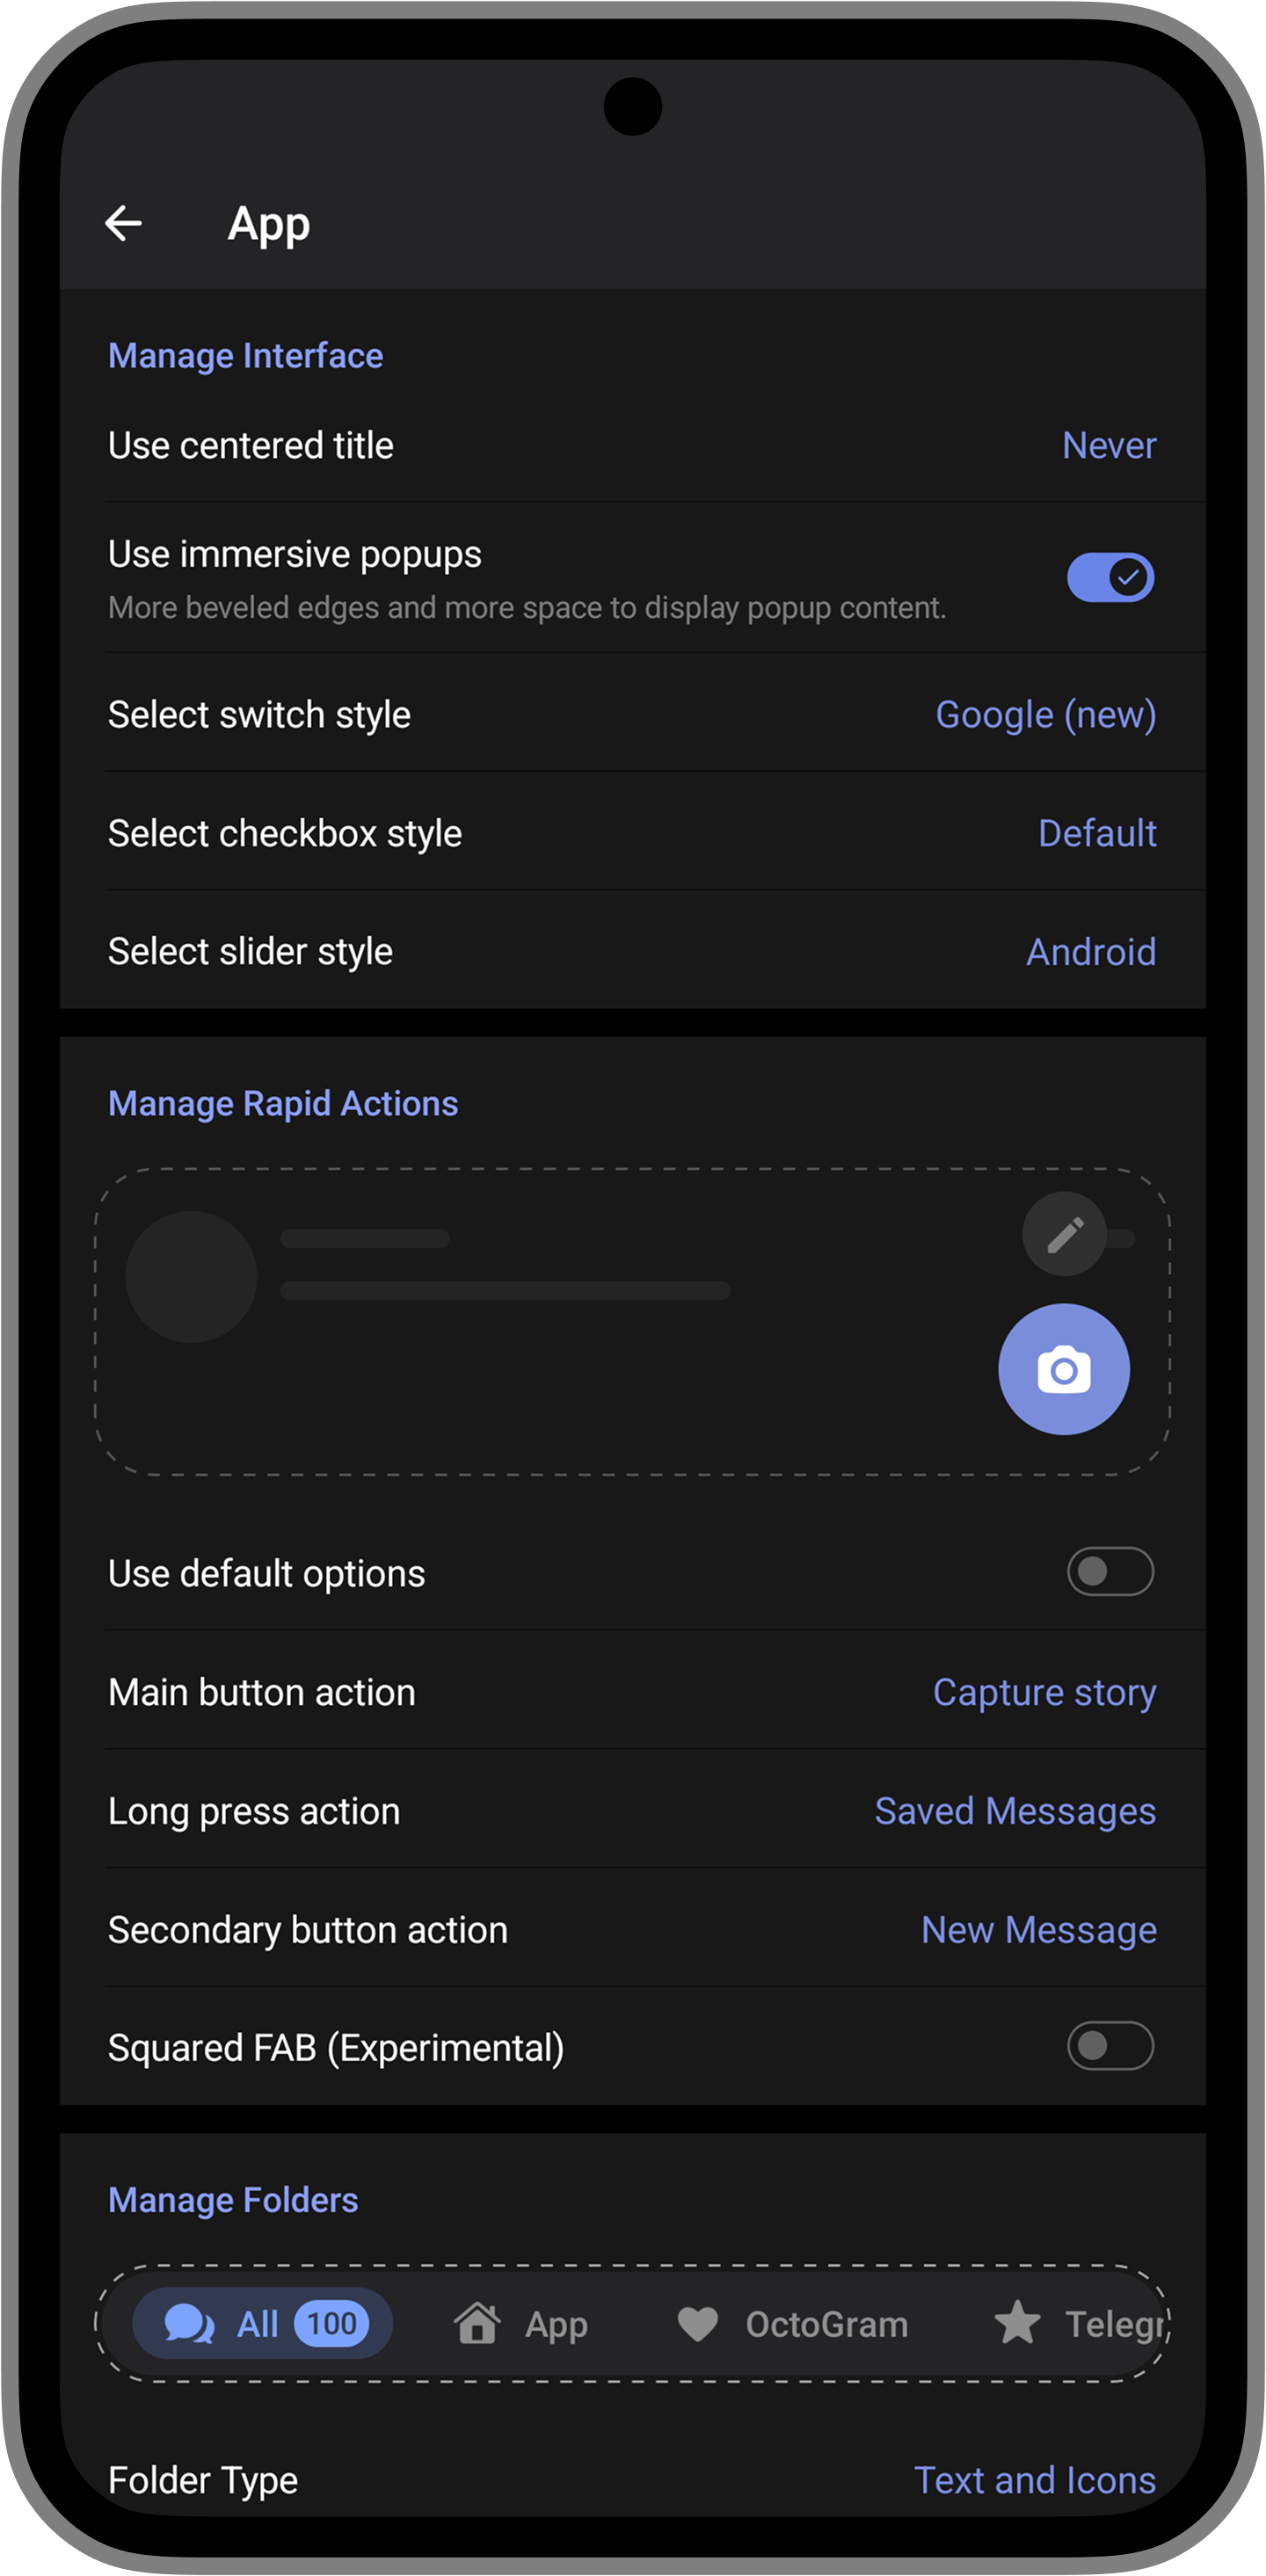 App
Manage Interface
Use centered title Never
Use immersive popups
More beveled edges and more space to display popup content.
Select switch style Google (new)
Select checkbox style Default
Select slider style Android
Manage Rapid Actions
Use default options
Main button action Capture story
Long press action Saved Messages
Secondary button action New Message
Squared FAB (Experimental)
Manage Folders
All 100 App OctoGram Telegr
Folder Type Text and Icons